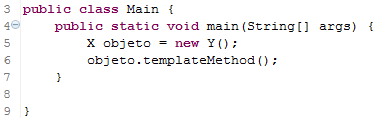 3 public class Main {
4 public static void main(String[] args) {
5 X objeto = new Y();
6 objeto.templateMethod();
7 }
8
9 }